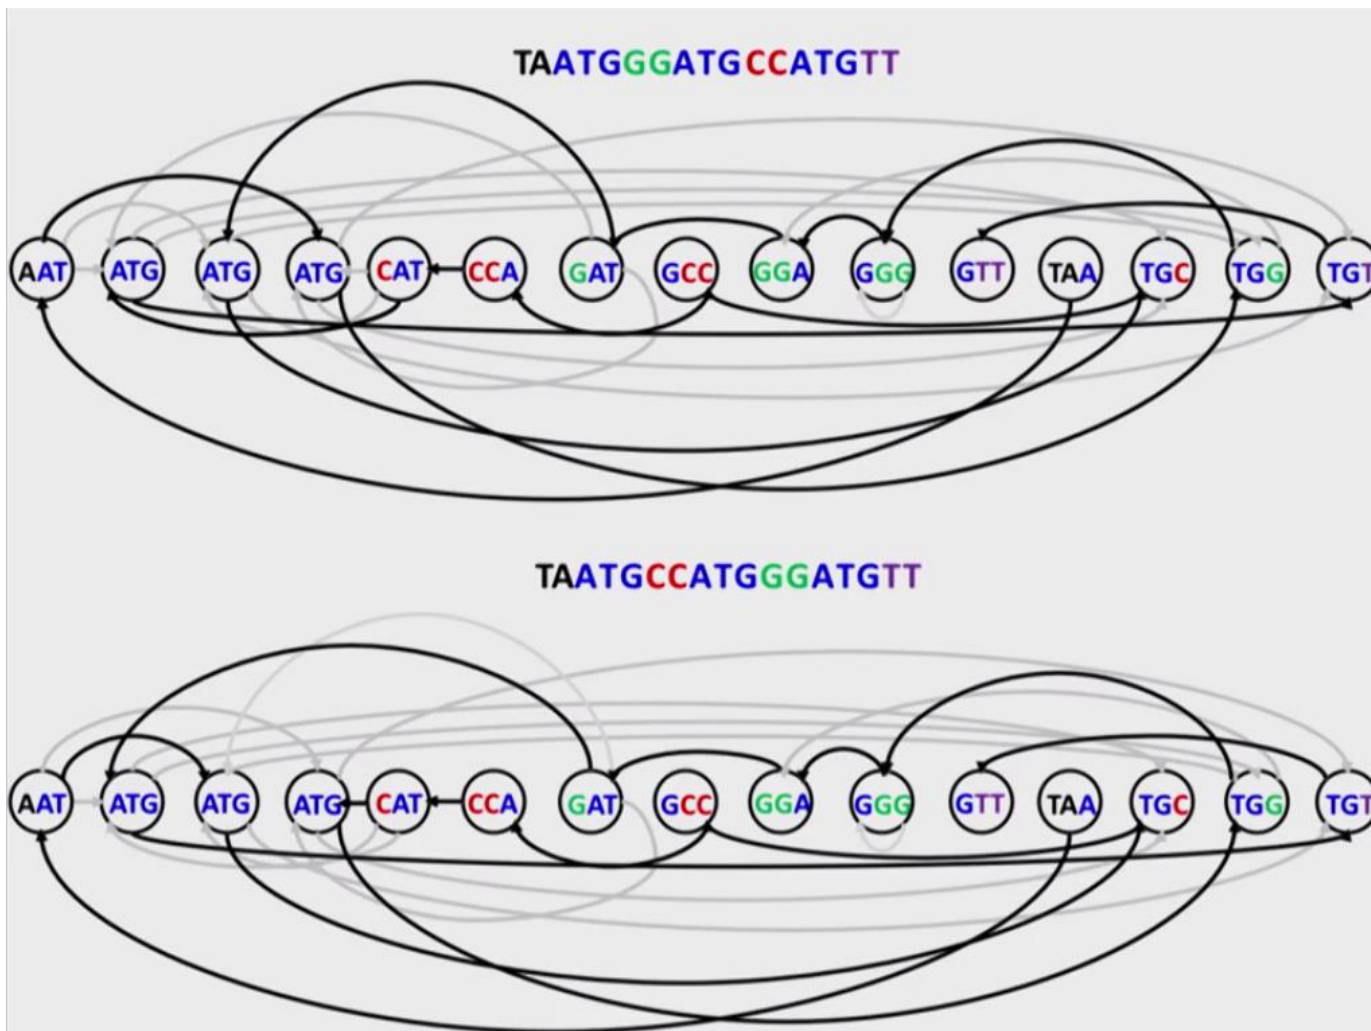 TAATGGGATGCCATGTT
AAT ATG ATG ATG CAT CCA GAT GCC GGA GGG GTT TAA TGC TGG TGT
TAATGCCATGGGATGTT
AAT ATG ATG ATG CAT CCA GAT GCC GGA GGG GTT TAA TGC TGG TGT